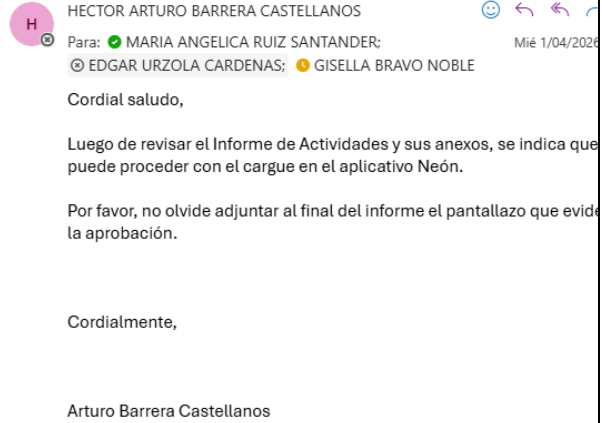 H
HECTOR ARTURO BARRERA CASTELLANOS
Para: MARIA ANGELICA RUIZ SANTANDER;
Mié 1/04/2026
EDGAR URZOLA CARDENAS; GISELLA BRAVO NOBLE
Cordial saludo,
Luego de revisar el Informe de Actividades y sus anexos, se indica que
puede proceder con el cargue en el aplicativo Neón.
Por favor, no olvide adjuntar al final del informe el pantallazo que
la aprobación.
Cordialmente,
Arturo Barrera Castellanos